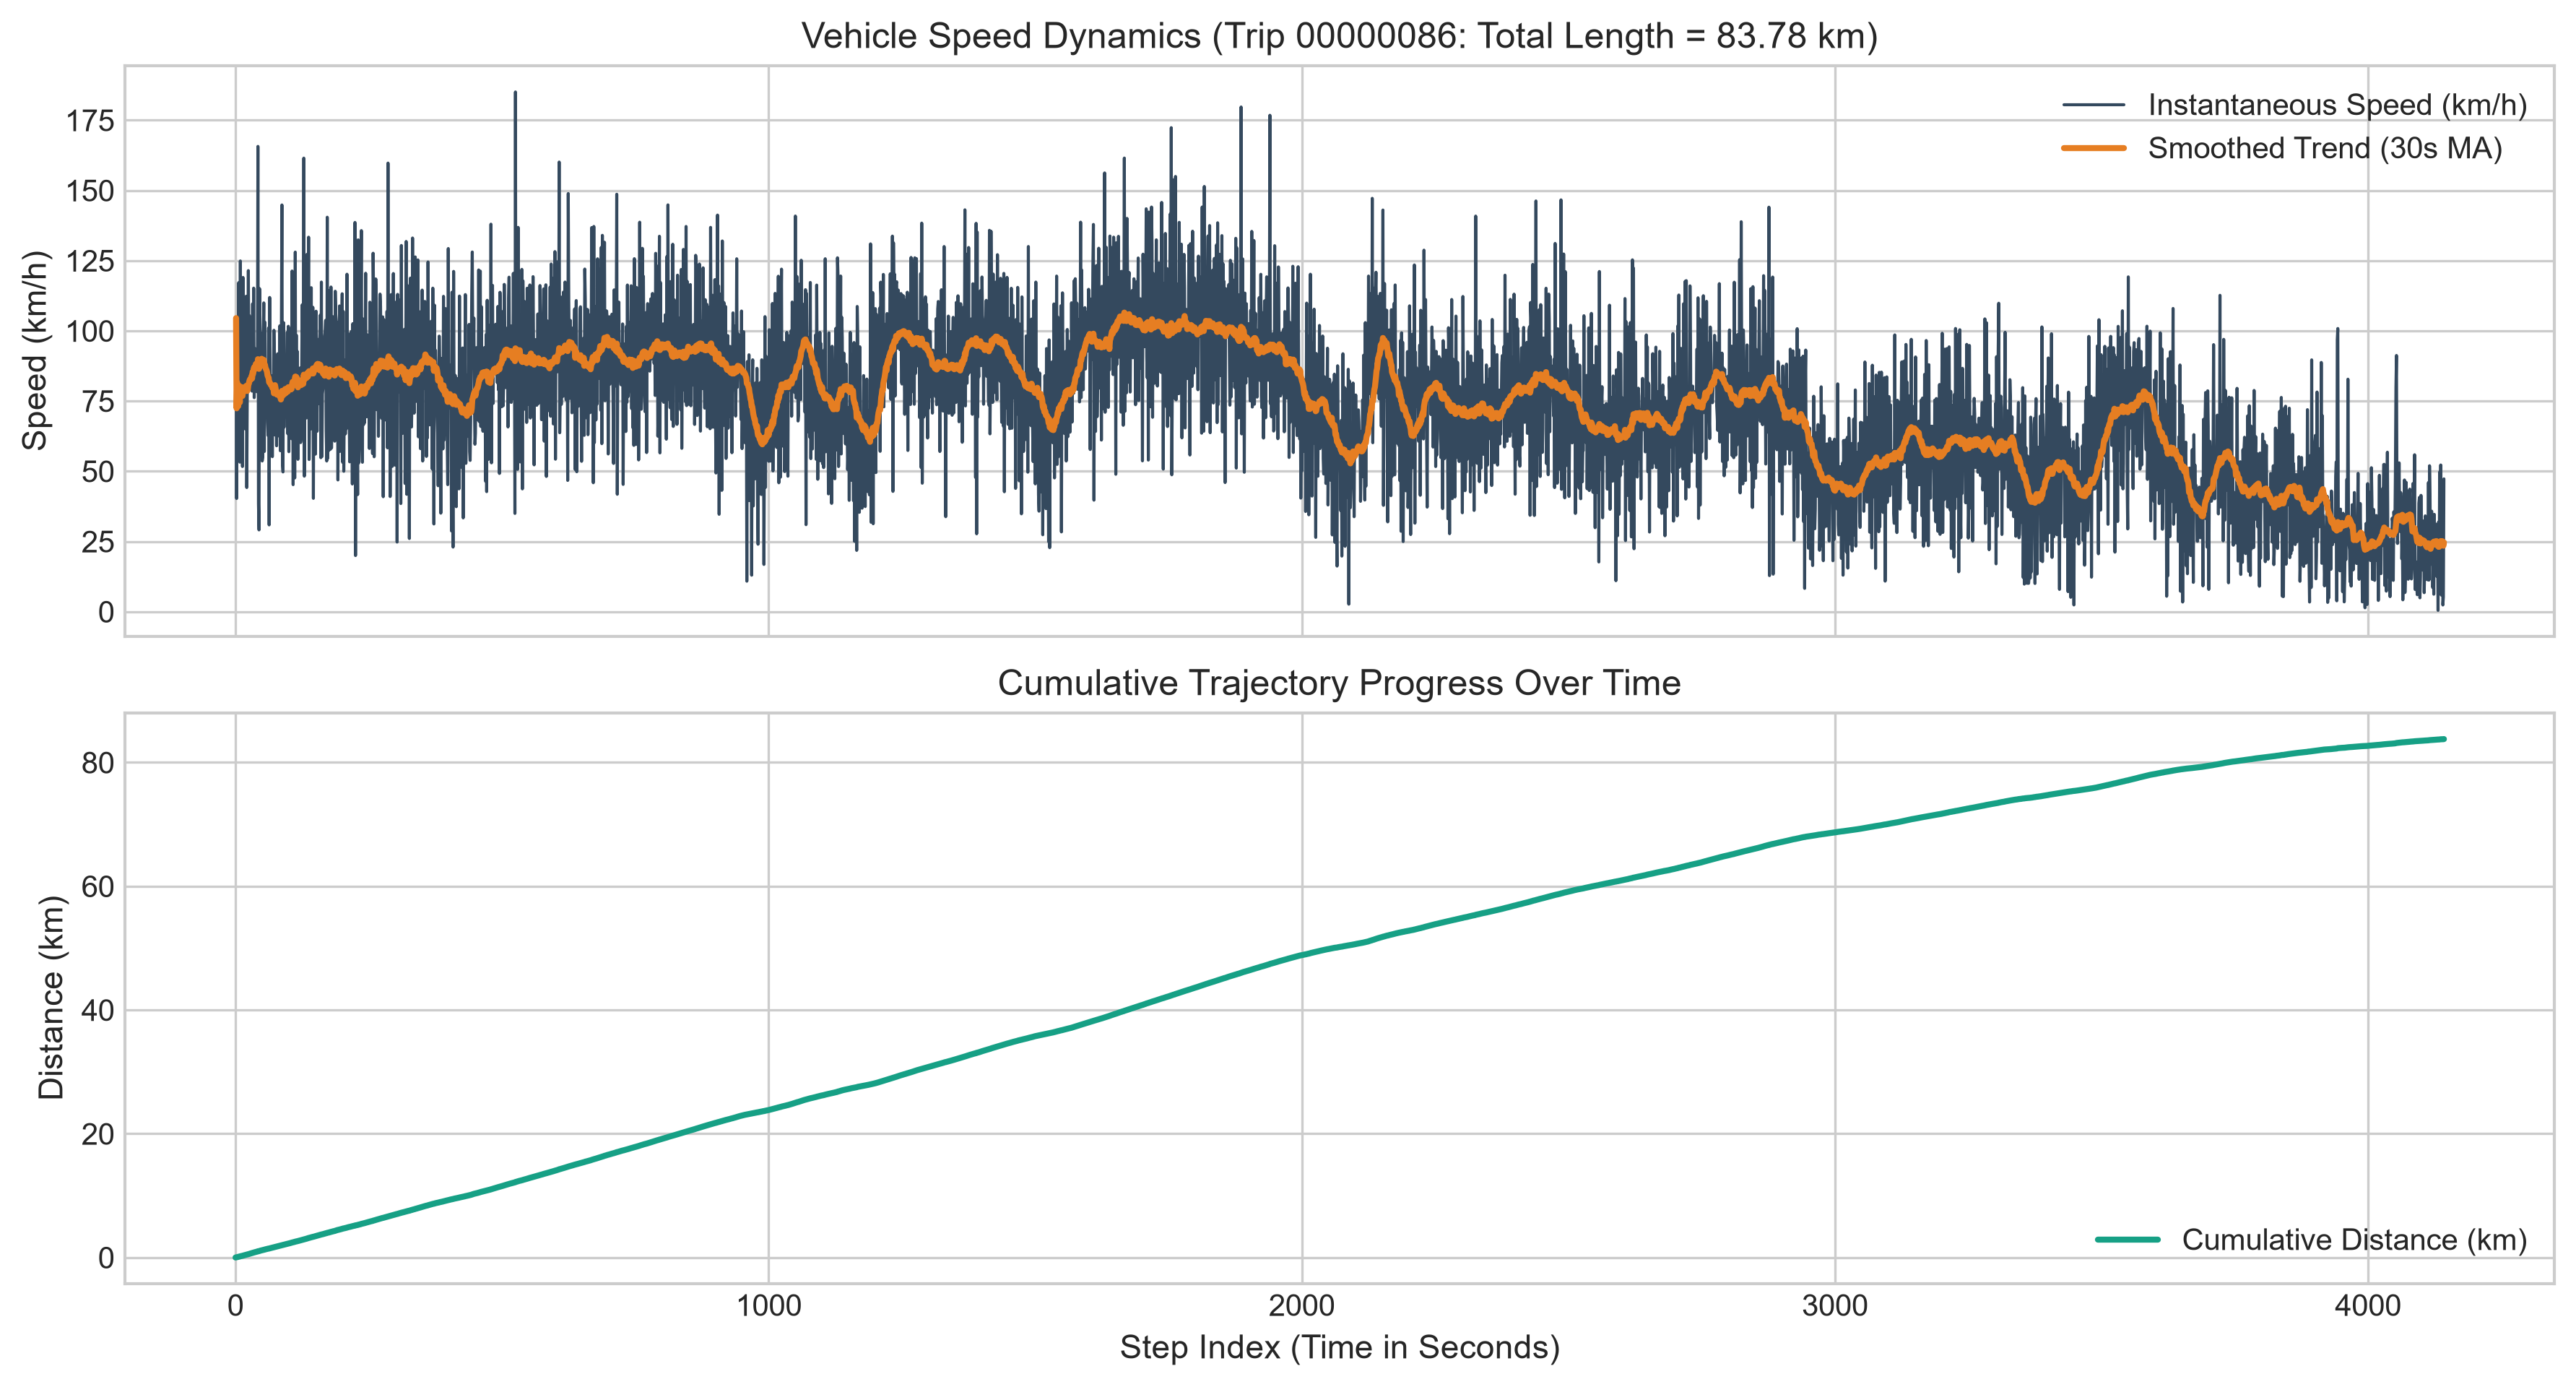 Vehicle Speed Dynamics (Trip 00000086: Total Length = 83.78 km)
Speed (km/h)
175
150
125
100
75
50
25
0
Instantaneous Speed (km/h)
Smoothed Trend (30s MA)
Cumulative Trajectory Progress Over Time
Distance (km)
80
60
40
20
0
Cumulative Distance (km)
0 1000 2000 3000 4000
Step Index (Time in Seconds)